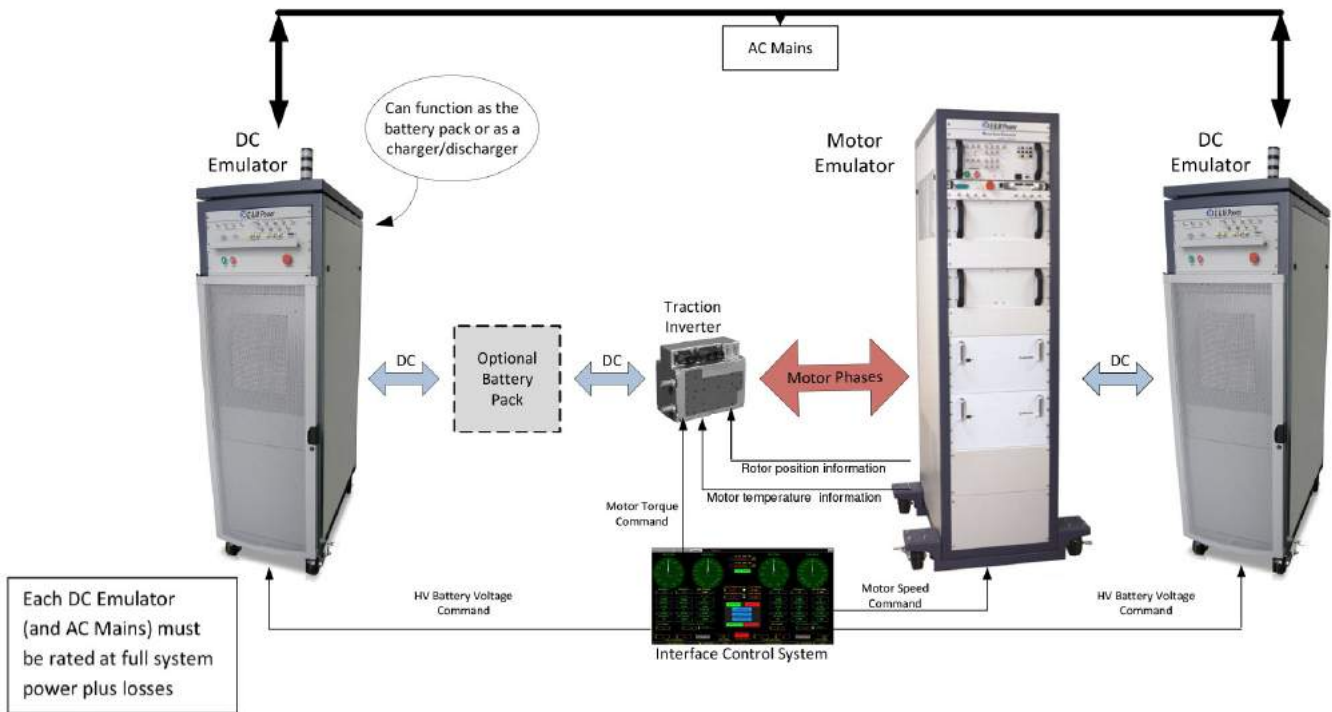 AC Mains
Can function as the
battery pack or as a
charger/discharger
DC
Emulator
Motor
Emulator
DC
Emulator
D&V Power
D&V Power
Traction
Inverter
DC
Optional
Battery
Pack
DC
Motor Phases
DC
Rotor position information
Motor temperature information
Motor Torque
Command
HV Battery Voltage
Command
Motor Speed
Command
HV Battery Voltage
Command
Interface Control System
Each DC Emulator
(and AC Mains) must
be rated at full system
power plus losses